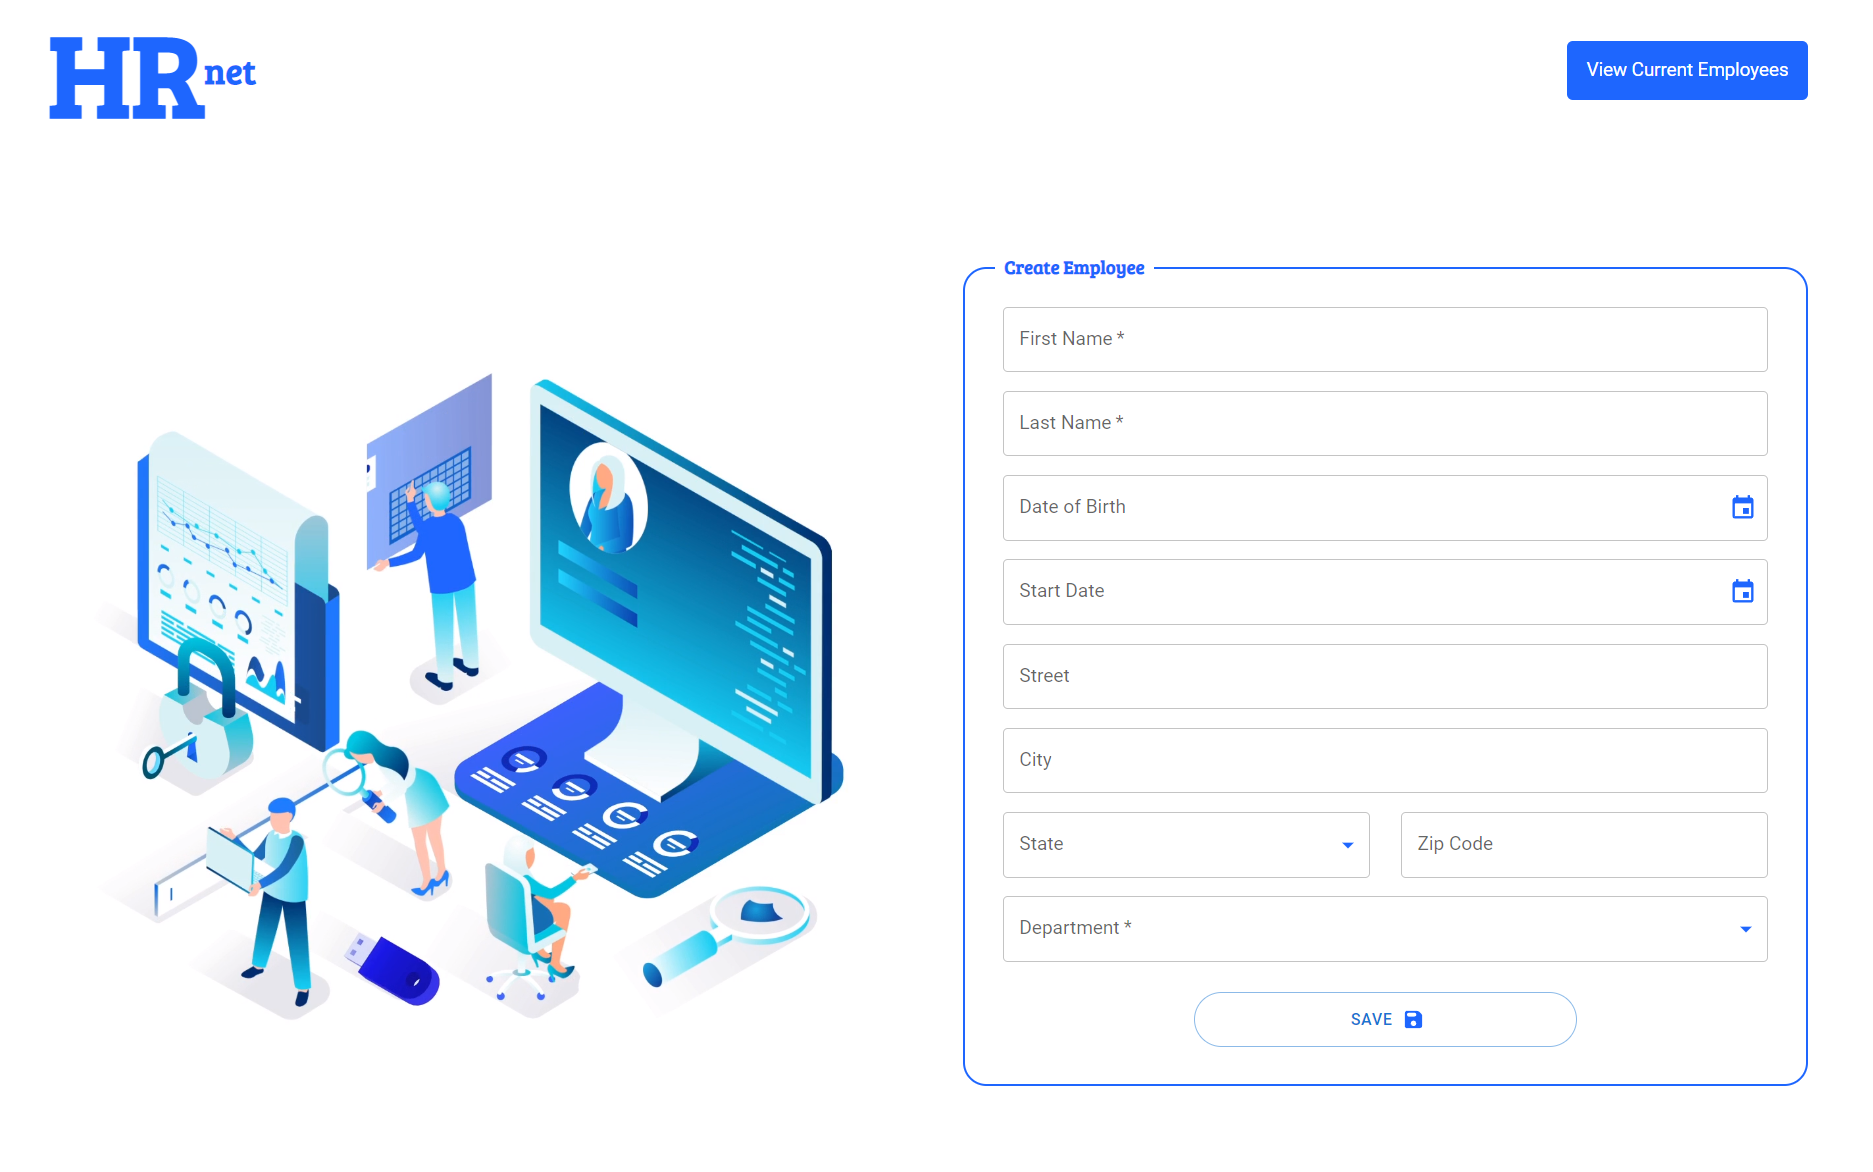 HRnet
View Current Employees
Create Employee
First Name *
Last Name *
Date of Birth
Start Date
Street
City
State
Zip Code
Department *
SAVE